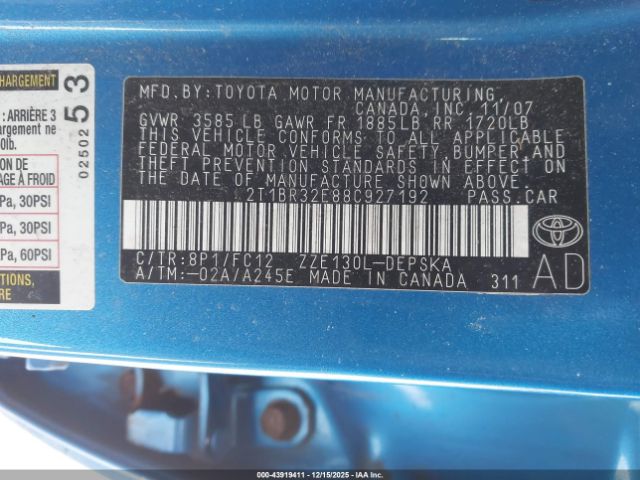 HARGEMENT
: ARRIÈRE 3
hargement ne
0lb.
ON DE
AGE À FROID
Pa, 30PSI
Pa, 30PSI
Pa, 60PSI
TIONS,
RE
02502
53
MFD. BY: TOYOTA MOTOR MANUFACTURING
CANADA, INC. 11/07
GVWR 3585 LB GAWR FR 1885LB RR 1720LB
THIS VEHICLE CONFORMS TO ALL APPLICABLE
FEDERAL MOTOR VEHICLE SAFETY, BUMPER, AND
THEFT PREVENTION STANDARDS IN EFFECT ON
THE DATE OF MANUFACTURE SHOWN ABOVE.
2T1BR32E88C927192 PASS.CAR
C/TR:8P1/FC12 ZZE130L-DEPSKA
A/TM:-02A/A245E MADE IN CANADA 311
AD
000-43919411 - 12/15/2025 - Copyright IAA, LLC